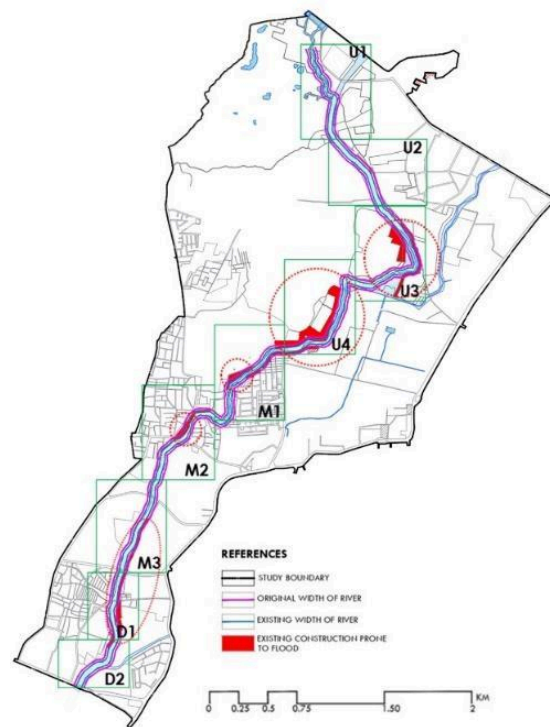 U1
U2
U3
U4
M1
M2
M3
D1
D2
REFERENCES
STUDY BOUNDARY
ORIGINAL WIDTH OF RIVER
EXISTING WIDTH OF RIVER
EXISTING CONSTRUCTION PRONE
TO FLOOD
KM
0 0.25 0.5 0.75 1.50 2